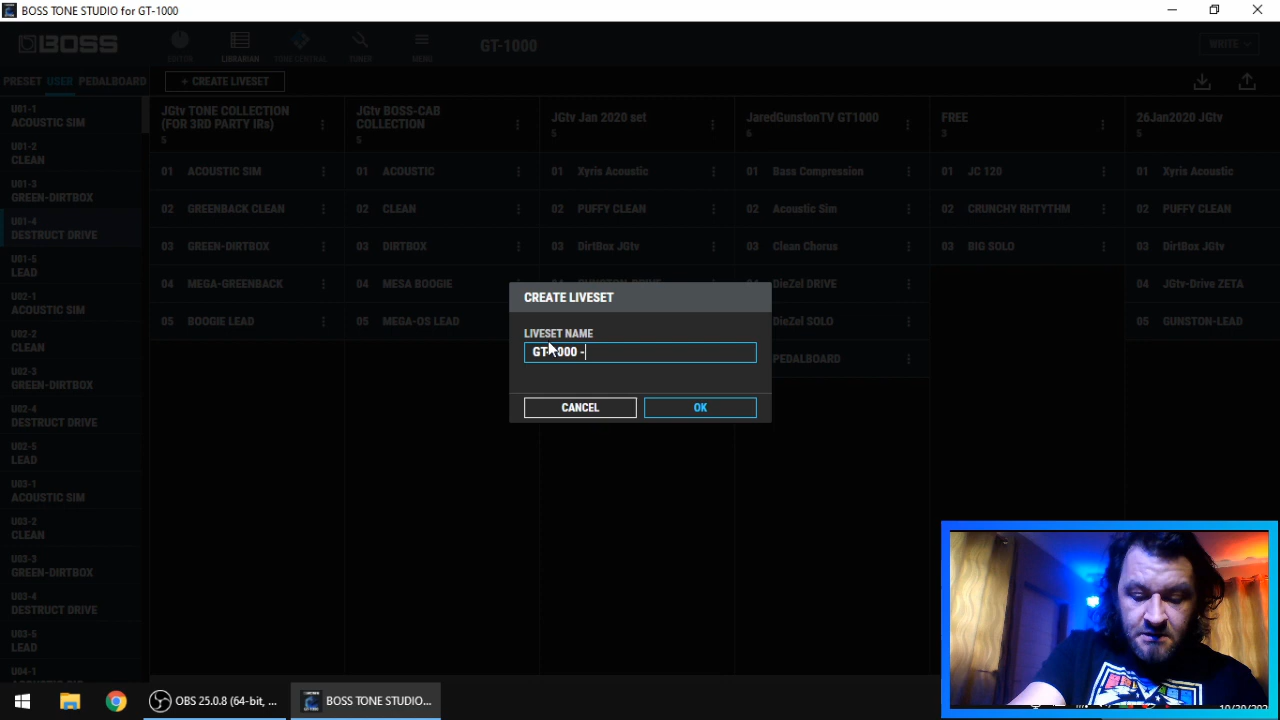 BOSS TONE STUDIO for GT-1000
BOSS
EDITOR
LIBRARIAN
TONE CENTRAL
TUNER
MENU
GT-1000
WRITE
PRESET USER PEDALBOARD
+ CREATE LIVESET
U01-1
ACOUSTIC SIM
U01-2
CLEAN
U01-3
GREEN-DIRTBOX
U01-4
DESTRUCT DRIVE
U01-5
LEAD
U02-1
ACOUSTIC SIM
U02-2
CLEAN
U02-3
GREEN-DIRTBOX
U02-4
DESTRUCT DRIVE
U02-5
LEAD
U03-1
ACOUSTIC SIM
U03-2
CLEAN
U03-3
GREEN-DIRTBOX
U03-4
DESTRUCT DRIVE
U03-5
LEAD
U04-1
JGtv TONE COLLECTION
(FOR 3RD PARTY IRs)
5
01 ACOUSTIC SIM
02 GREENBACK CLEAN
03 GREEN-DIRTBOX
04 MEGA-GREENBACK
05 BOOGIE LEAD
JGtv BOSS-CAB
COLLECTION
5
01 ACOUSTIC
02 CLEAN
03 DIRTBOX
04 MESA BOOGIE
05 MEGA-OS LEAD
JGtv Jan 2020 set
5
01 Xyris Acoustic
02 PUFFY CLEAN
03 DirtBox JGtv
JaredGunstonTV GT1000
6
01 Bass Compression
02 Acoustic Sim
03 Clean Chorus
DieZel DRIVE
DieZel SOLO
PEDALBOARD
FREE
3
01 JC 120
02 CRUNCHY RHTYTHM
03 BIG SOLO
26Jan2020 JGtv
5
01 Xyris Acoustic
02 PUFFY CLEAN
03 DirtBox JGtv
04 JGtv-Drive ZETA
05 GUNSTON-LEAD
CREATE LIVESET
LIVESET NAME
GT-1000 -
CANCEL
OK
OBS 25.0.8 (64-bit, ...
BOSS TONE STUDIO...